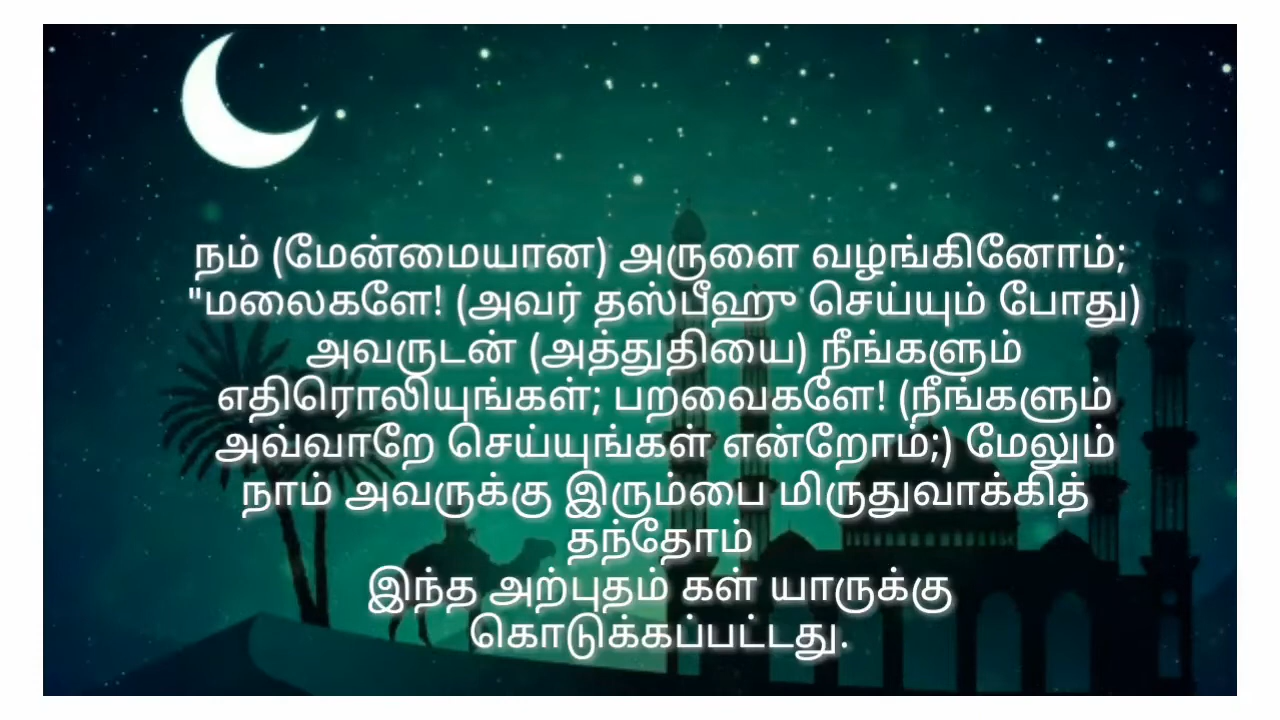 நம் (மேன்மையான) அருளை வழங்கினோம்;
"மலைகளே! (அவர் தஸ்பீஹு செய்யும் போது)
அவருடன் (அத்துதியை) நீங்களும்
எதிரொலியுங்கள்; பறவைகளே! (நீங்களும்
அவ்வாறே செய்யுங்கள் என்றோம்;) மேலும்
நாம் அவருக்கு இரும்பை மிருதுவாக்கித்
தந்தோம்
இந்த அற்புதம் கள் யாருக்கு
கொடுக்கப்பட்டது.